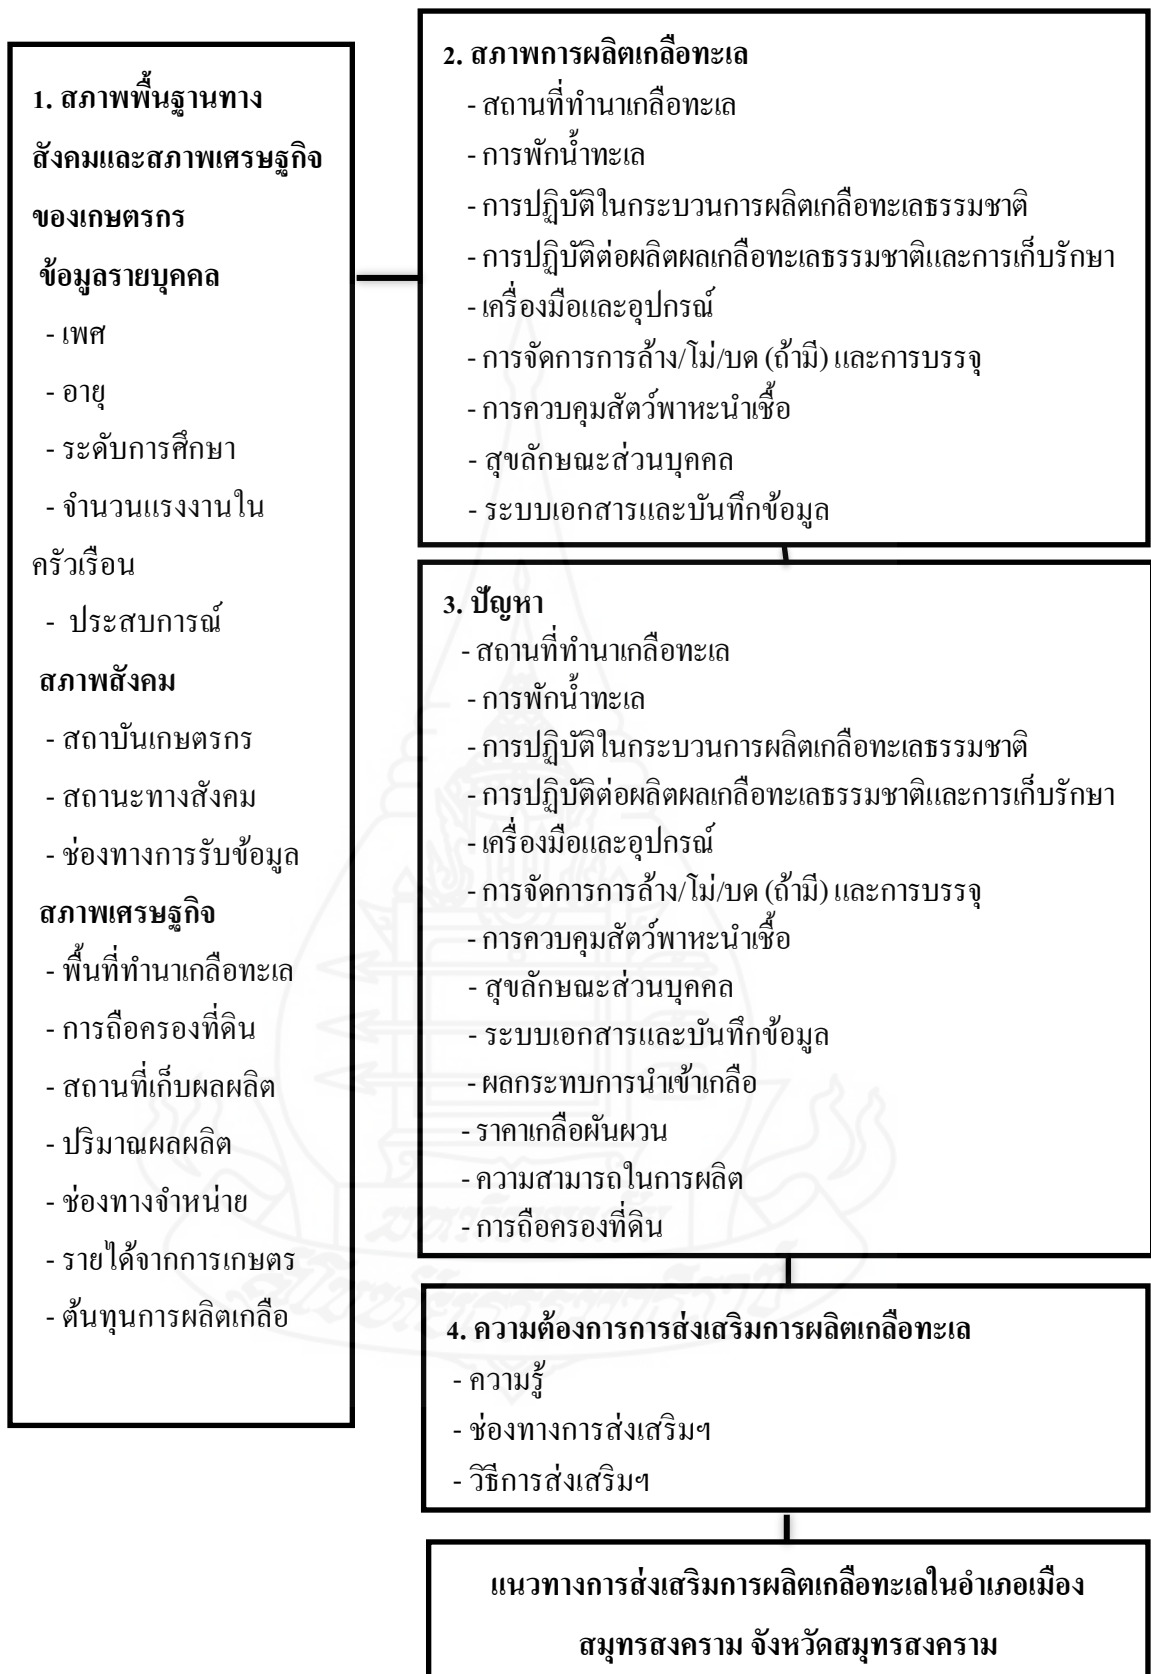 1. สภาพพื้นฐานทาง
สังคมและสภาพเศรษฐกิจ
ของเกษตรกร
ข้อมูลรายบุคคล
- เพศ
- อายุ
- ระดับการศึกษา
- จำนวนแรงงานใน
ครัวเรือน
- ประสบการณ์
สภาพสังคม
- สถาบันเกษตรกร
- สถานะทางสังคม
- ช่องทางการรับข้อมูล
สภาพเศรษฐกิจ
- พื้นที่ทำนาเกลือทะเล
- การถือครองที่ดิน
- สถานที่เก็บผลผลิต
- ปริมาณผลผลิต
- ช่องทางจำหน่าย
- รายได้จากการเกษตร
- ต้นทุนการผลิตเกลือ
2. สภาพการผลิตเกลือทะเล
- สถานที่ทำนาเกลือทะเล
- การพักน้ำทะเล
- การปฏิบัติในกระบวนการผลิตเกลือทะเลธรรมชาติ
- การปฏิบัติต่อผลิตผลเกลือทะเลธรรมชาติและการเก็บรักษา
- เครื่องมือและอุปกรณ์
- การจัดการการล้าง/โม่/บด (ถ้ามี) และการบรรจุ
- การควบคุมสัตว์พาหะนำเชื้อ
- สุขลักษณะส่วนบุคคล
- ระบบเอกสารและบันทึกข้อมูล
3. ปัญหา
- สถานที่ทำนาเกลือทะเล
- การพักน้ำทะเล
- การปฏิบัติในกระบวนการผลิตเกลือทะเลธรรมชาติ
- การปฏิบัติต่อผลิตผลเกลือทะเลธรรมชาติและการเก็บรักษา
- เครื่องมือและอุปกรณ์
- การจัดการการล้าง/โม่/บด (ถ้ามี) และการบรรจุ
- การควบคุมสัตว์พาหะนำเชื้อ
- สุขลักษณะส่วนบุคคล
- ระบบเอกสารและบันทึกข้อมูล
- ผลกระทบการนำเข้าเกลือ
- ราคาเกลือผันผวน
- ความสามารถในการผลิต
- การถือครองที่ดิน
4. ความต้องการการส่งเสริมการผลิตเกลือทะเล
- ความรู้
- ช่องทางการส่งเสริมฯ
- วิธีการส่งเสริมฯ
แนวทางการส่งเสริมการผลิตเกลือทะเลในอำเภอเมือง
สมุทรสงคราม จังหวัดสมุทรสงคราม
มหาวิทยาลัย
สุโขทัยธรรมาธิราช